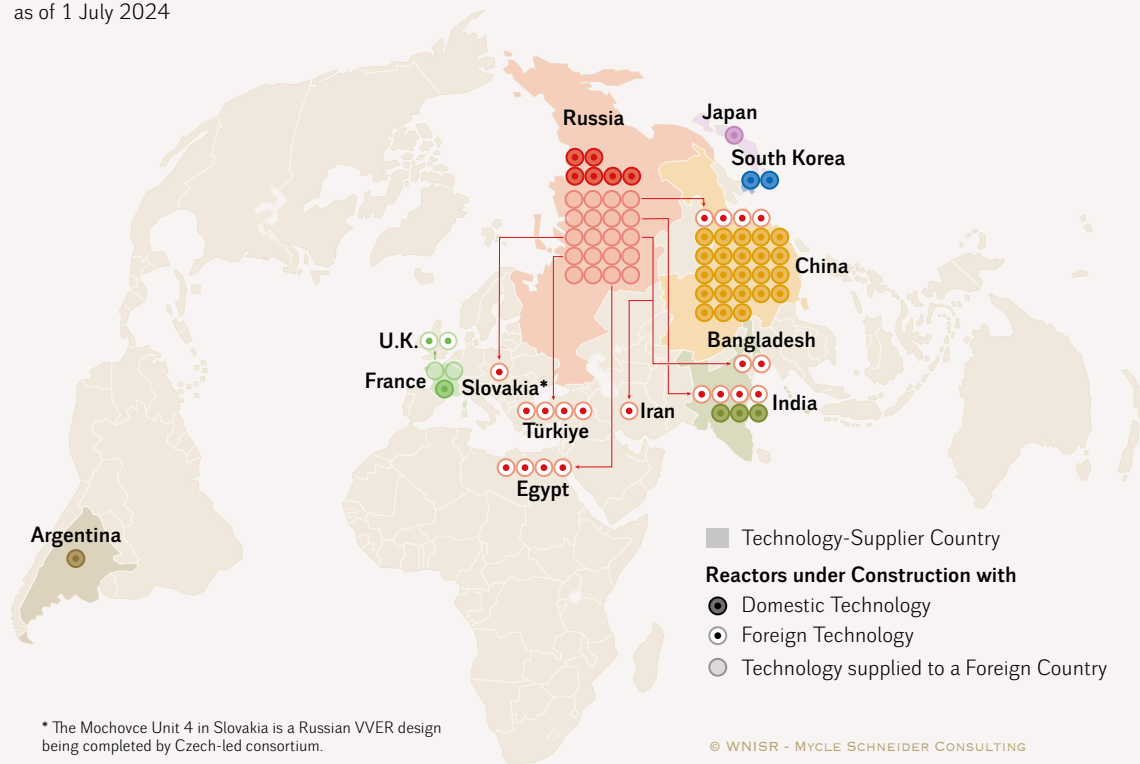 as of 1 July 2024
Russia
Japan
South Korea
China
Bangladesh
U.K.
France
Slovakia*
Iran
India
Türkiye
Egypt
Argentina
Technology-Supplier Country
Reactors under Construction with
Domestic Technology
Foreign Technology
Technology supplied to a Foreign Country
* The Mochovce Unit 4 in Slovakia is a Russian VVER design
being completed by Czech-led consortium.
© WNISR - Mycle Schneider Consulting